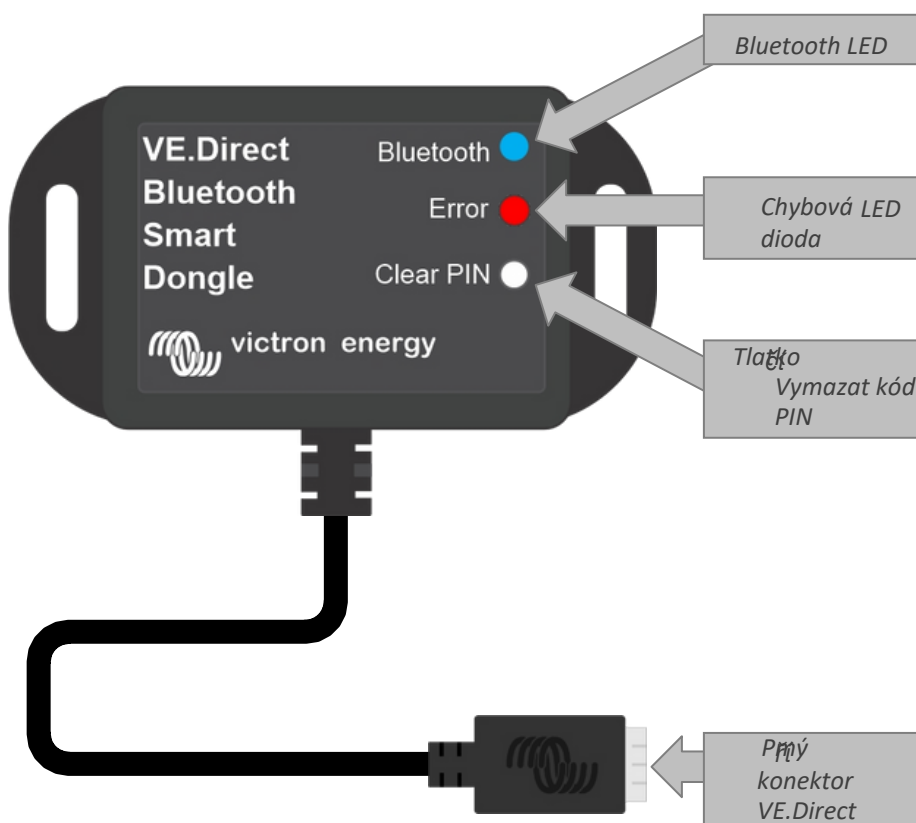 Bluetooth LED
VE.Direct
Bluetooth
Smart
Dongle
Bluetooth
Error
Clear PIN
victron energy
Chybová LED
dioda
Tlačítko
Vymazat kód
PIN
Přímý
konektor
VE.Direct